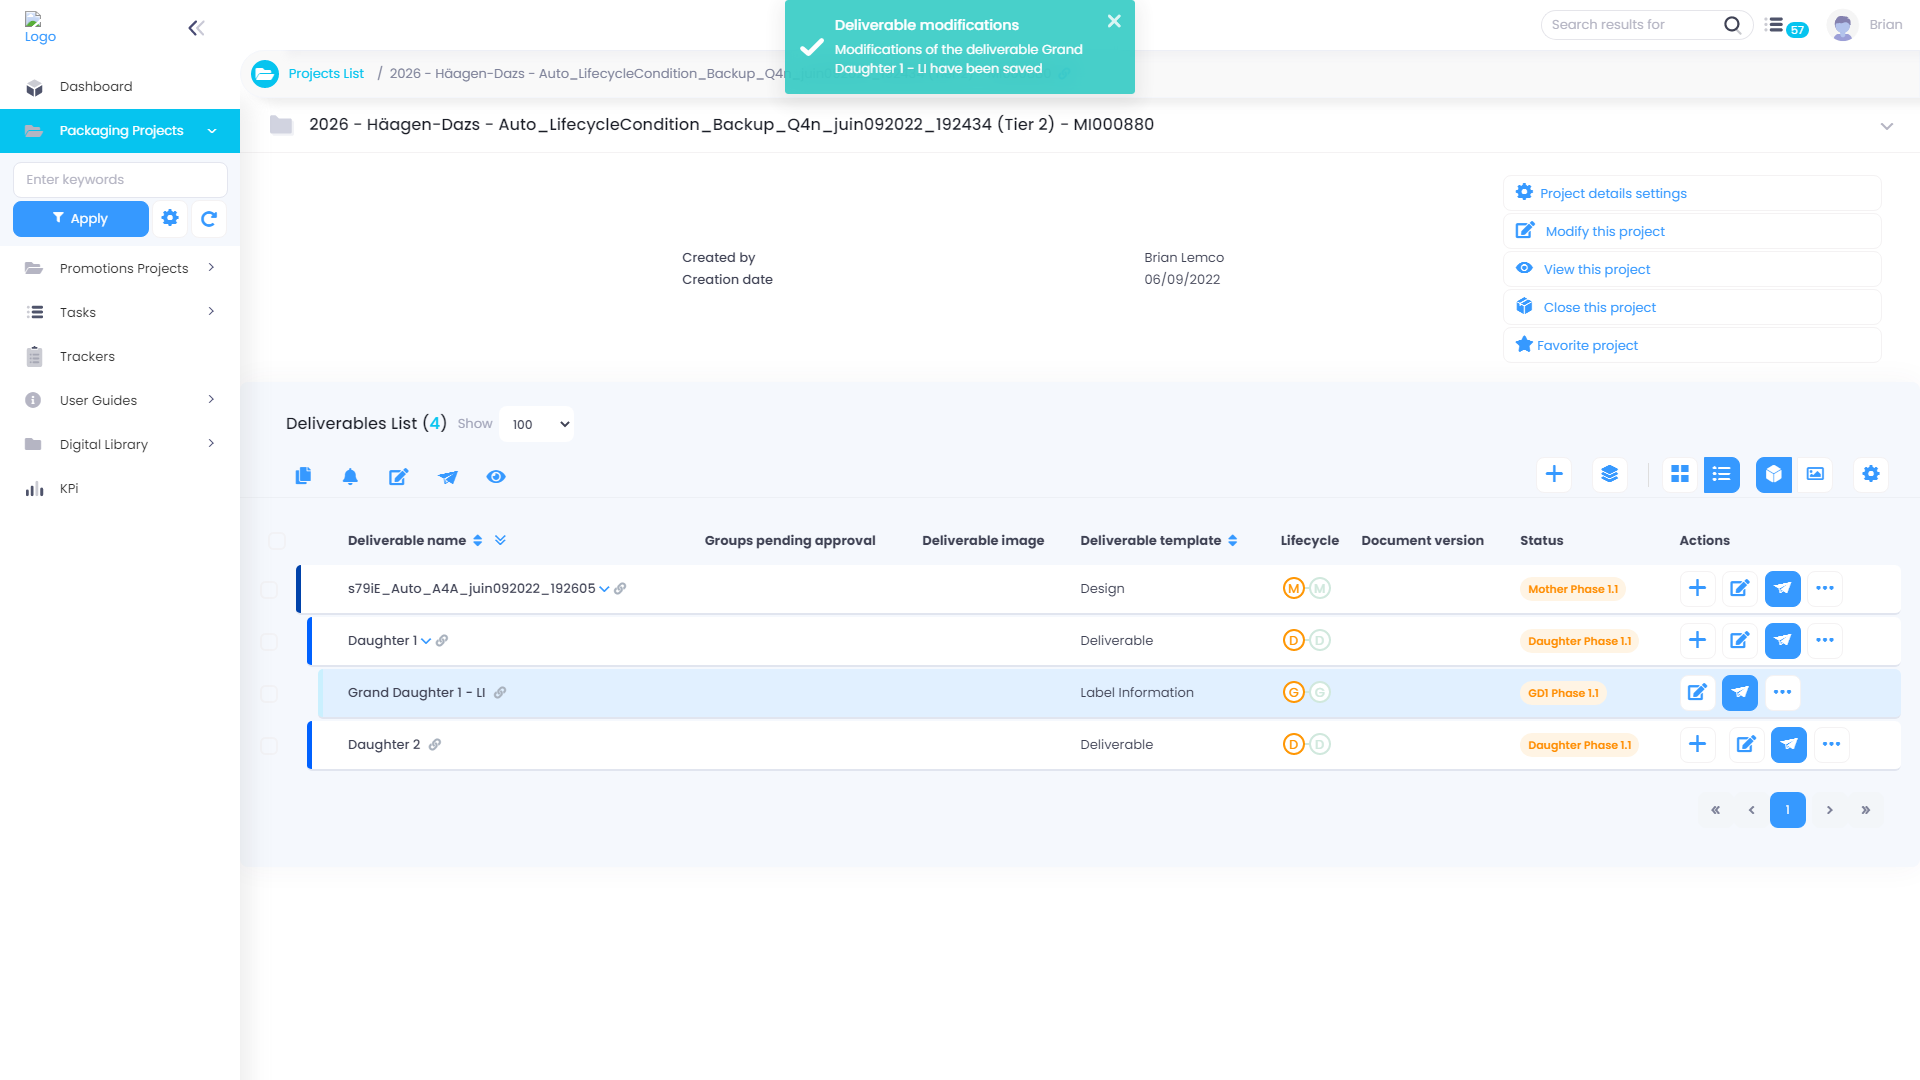 Logo
Deliverable modifications
Modifications of the deliverable Grand
Daughter 1 - LI have been saved
Search results for
57
Brian
Projects List / 2026 - Häagen-Dazs - Auto_LifecycleCondition_Backup_Q4n
Dashboard
Packaging Projects
Enter keywords
Apply
Promotions Projects
Tasks
Trackers
User Guides
Digital Library
KPi
2026 - Häagen-Dazs - Auto_LifecycleCondition_Backup_Q4n_juin092022_192434 (Tier 2) - MI000880
Created by Brian Lemco
Creation date 06/09/2022
Project details settings
Modify this project
View this project
Close this project
Favorite project
Deliverables List (4) Show 100
Deliverable name Groups pending approval Deliverable image Deliverable template Lifecycle Document version Status Actions
s79iE_Auto_A4A_juin092022_192605 Design M M Mother Phase 1.1
Daughter 1 Deliverable D D Daughter Phase 1.1
Grand Daughter 1 - LI Label Information G G GD1 Phase 1.1
Daughter 2 Deliverable D D Daughter Phase 1.1
« ‹ 1 › »